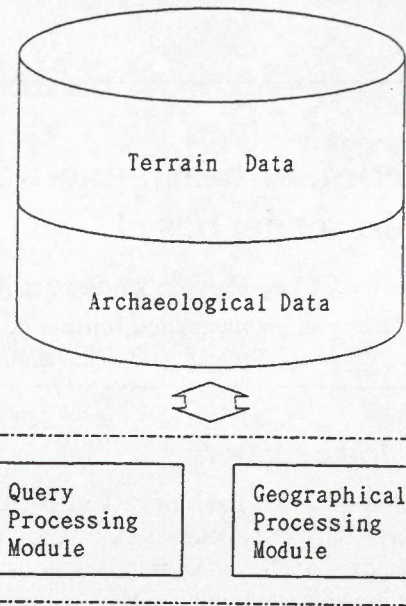 Terrain Data
Archaeological Data
Query
Processing
Module
Geographical
Processing
Module